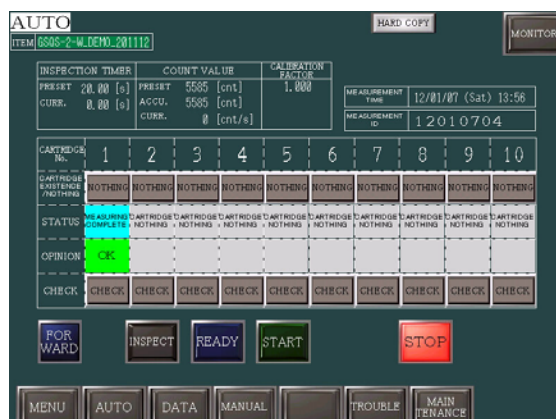 AUTO
HARD COPY
MONITOR
ITEM GSOS-2-W_DEMO_201112
INSPECTION TIMER
PRESET 20.00 [s]
CURR. 0.00 [s]
COUNT VALUE
PRESET 5585 [cnt]
ACCU. 5585 [cnt]
CURR. 0 [cnt/s]
CALIBRATION
FACTOR
1.000
MEASUREMENT
TIME
12/01/07 (Sat) 13:56
MEASUREMENT
ID
12010704
CARTRIDGE
No.
1 2 3 4 5 6 7 8 9 10
CARTRIDGE
EXISTENCE
/NOTHING
NOTHING NOTHING NOTHING NOTHING NOTHING NOTHING NOTHING NOTHING NOTHING NOTHING
STATUS
MEASURING
COMPLETE
CARTRIDGE
NOTHING
CARTRIDGE
NOTHING
CARTRIDGE
NOTHING
CARTRIDGE
NOTHING
CARTRIDGE
NOTHING
CARTRIDGE
NOTHING
CARTRIDGE
NOTHING
CARTRIDGE
NOTHING
CARTRIDGE
NOTHING
OPINION OK
CHECK CHECK CHECK CHECK CHECK CHECK CHECK CHECK CHECK CHECK CHECK
FOR
WARD
INSPECT
READY
START
STOP
MENU
AUTO
DATA
MANUAL
TROUBLE
MAIN
TENANCE